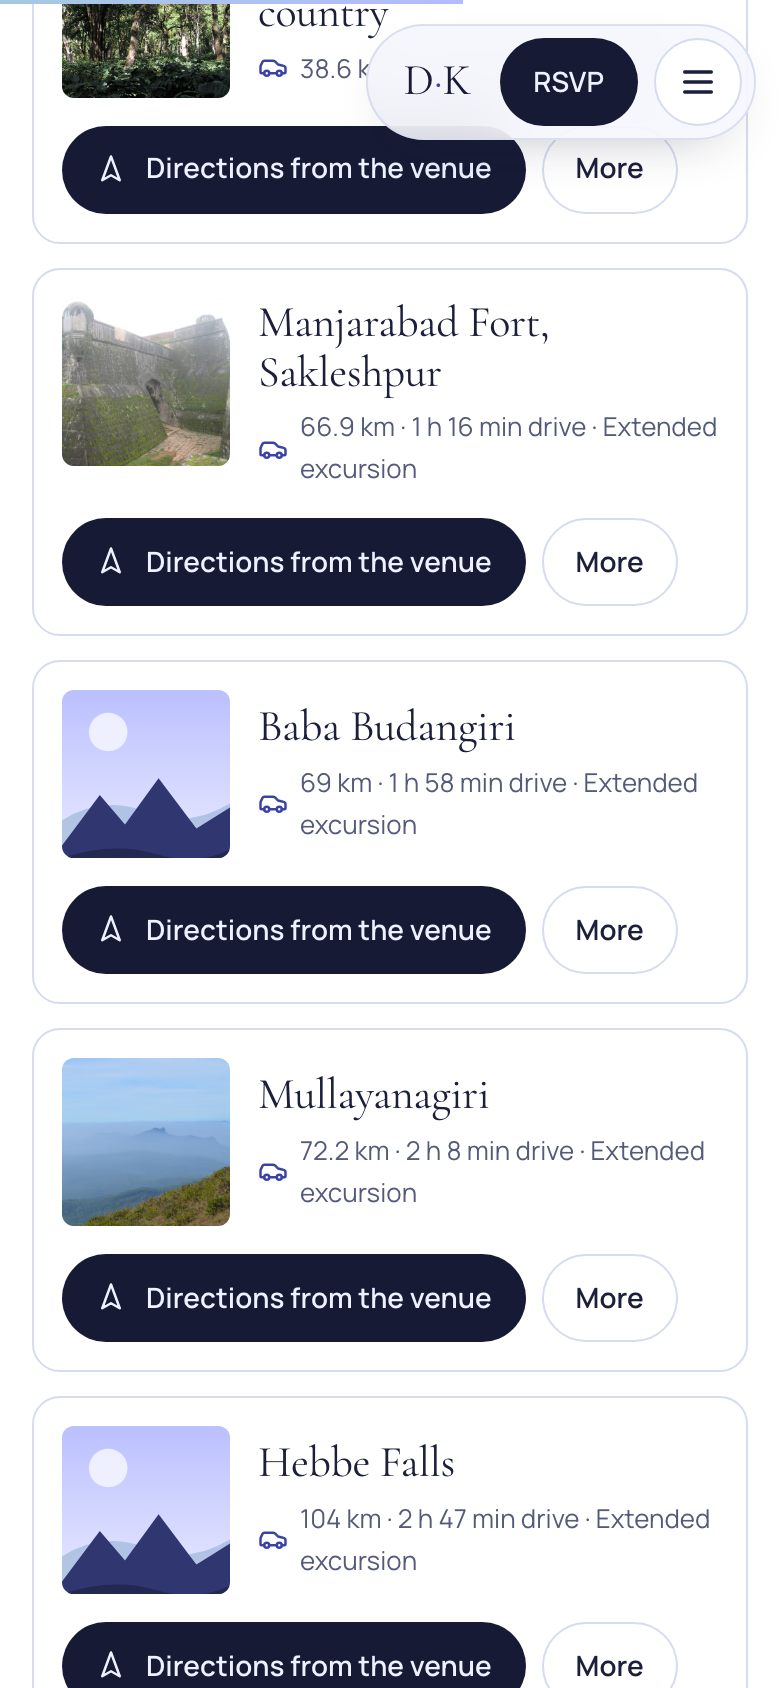 country
38.6 k
D·K
RSVP
Directions from the venue
More
Manjarabad Fort,
Sakleshpur
66.9 km · 1 h 16 min drive · Extended
excursion
Directions from the venue
More
Baba Budangiri
69 km · 1 h 58 min drive · Extended
excursion
Directions from the venue
More
Mullayanagiri
72.2 km · 2 h 8 min drive · Extended
excursion
Directions from the venue
More
Hebbe Falls
104 km · 2 h 47 min drive · Extended
excursion
Directions from the venue
More